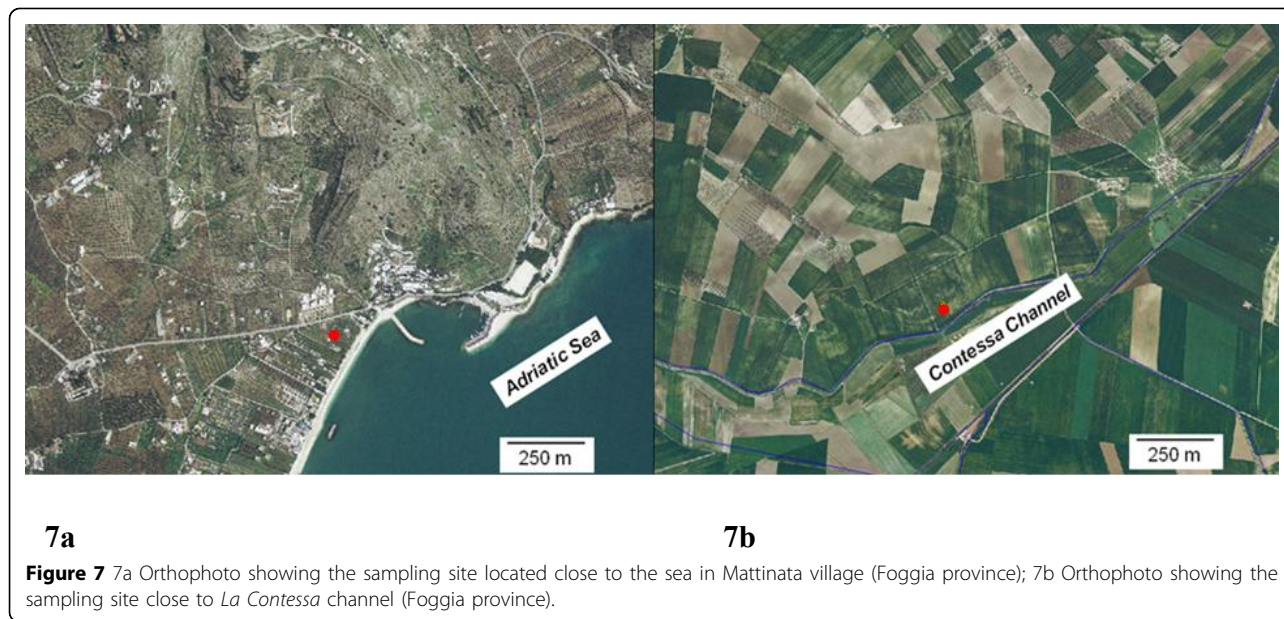 Adriatic Sea
250 m
Contessa Channel
250 m
7a
7b
Figure 7 7a Orthophoto showing the sampling site located close to the sea in Mattinata village (Foggia province); 7b Orthophoto showing the
sampling site close to La Contessa channel (Foggia province).